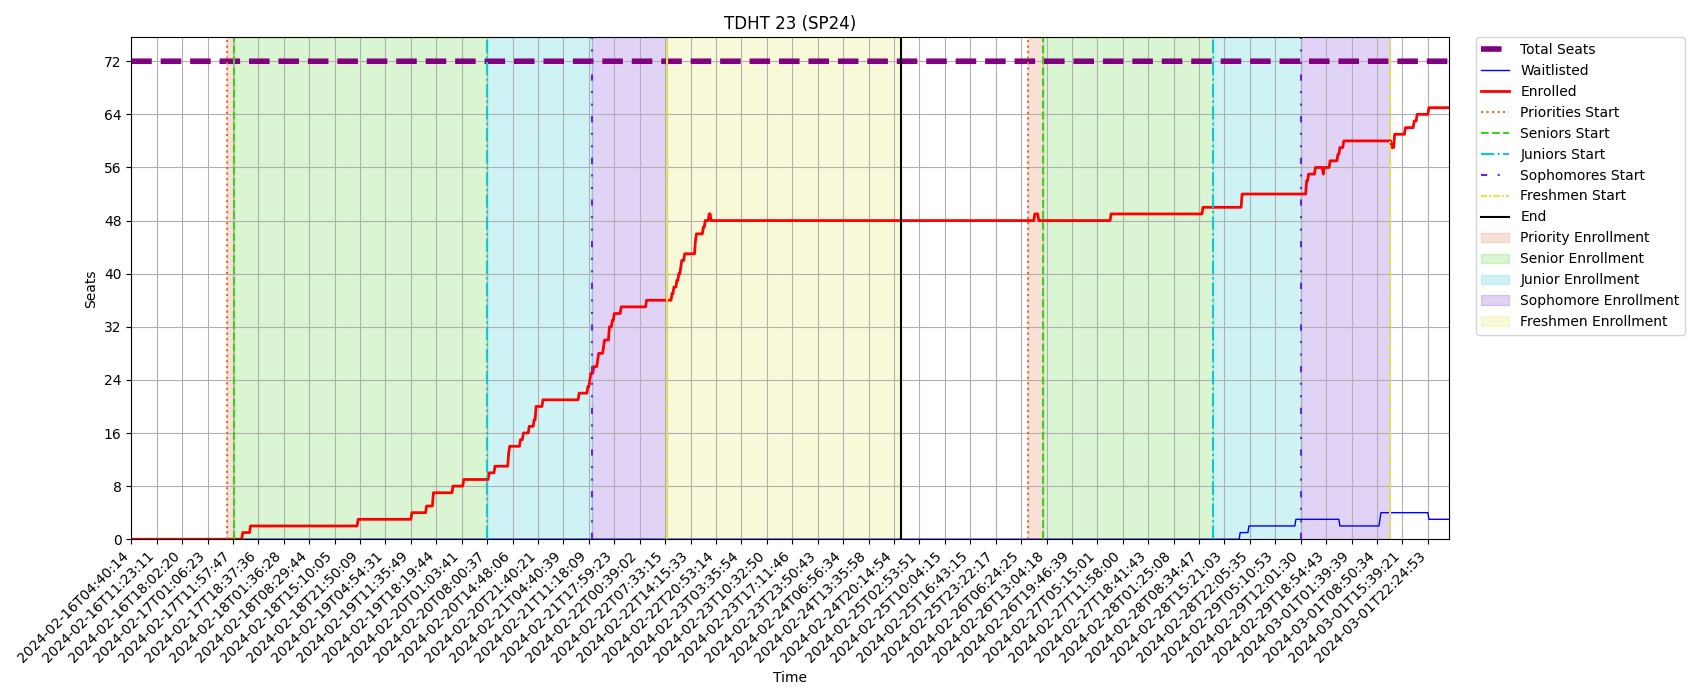 TDHT 23 (SP24)
Total Seats
Waitlisted
Enrolled
Priorities Start
Seniors Start
Juniors Start
Sophomores Start
Freshmen Start
End
Priority Enrollment
Senior Enrollment
Junior Enrollment
Sophomore Enrollment
Freshmen Enrollment
Seats
72
64
56
48
40
32
24
16
8
0
2024-02-16T04:40:14
2024-02-16T11:23:11
2024-02-16T18:02:20
2024-02-17T01:06:23
2024-02-17T11:57:47
2024-02-17T18:37:36
2024-02-18T01:36:28
2024-02-18T08:29:44
2024-02-18T15:10:05
2024-02-18T21:50:09
2024-02-19T04:54:31
2024-02-19T11:35:49
2024-02-19T18:19:44
2024-02-20T01:03:41
2024-02-20T08:00:37
2024-02-20T14:48:06
2024-02-20T21:40:21
2024-02-21T04:40:39
2024-02-21T11:18:09
2024-02-21T17:59:23
2024-02-22T00:39:02
2024-02-22T07:33:15
2024-02-22T14:15:33
2024-02-22T20:53:14
2024-02-23T03:35:54
2024-02-23T10:32:50
2024-02-23T17:11:46
2024-02-23T23:50:43
2024-02-24T06:56:34
2024-02-24T13:35:58
2024-02-24T20:14:54
2024-02-25T02:53:51
2024-02-25T10:04:15
2024-02-25T16:43:15
2024-02-25T23:22:17
2024-02-26T06:24:25
2024-02-26T13:04:18
2024-02-26T19:46:39
2024-02-27T05:15:01
2024-02-27T11:58:00
2024-02-27T18:41:43
2024-02-28T01:25:08
2024-02-28T08:34:47
2024-02-28T15:21:03
2024-02-28T22:05:35
2024-02-29T05:10:53
2024-02-29T12:01:30
2024-02-29T18:54:43
2024-03-01T01:39:39
2024-03-01T08:50:34
2024-03-01T15:39:21
2024-03-01T22:24:53
Time